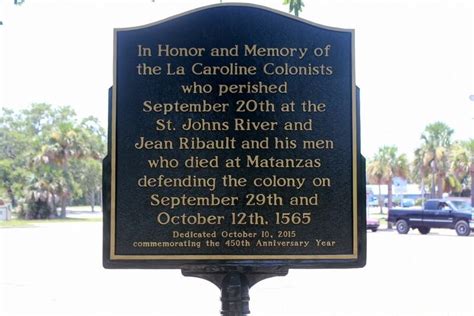 In Honor and Memory of
the La Caroline Colonists
who perished
September 20th at the
St. Johns River and
Jean Ribault and his men
who died at Matanzas
defending the colony on
September 29th and
October 12th, 1565
Dedicated October 10, 2015
commemorating the 450th Anniversary Year